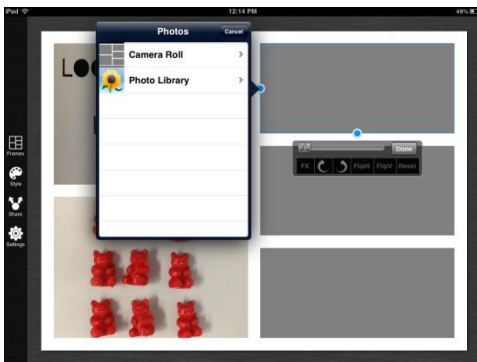 iPad 12:14 PM 49%
Photos Cancel
Camera Roll
Photo Library
Frames
Style
Share
Settings
Done
FX FlipH FlipV Reset